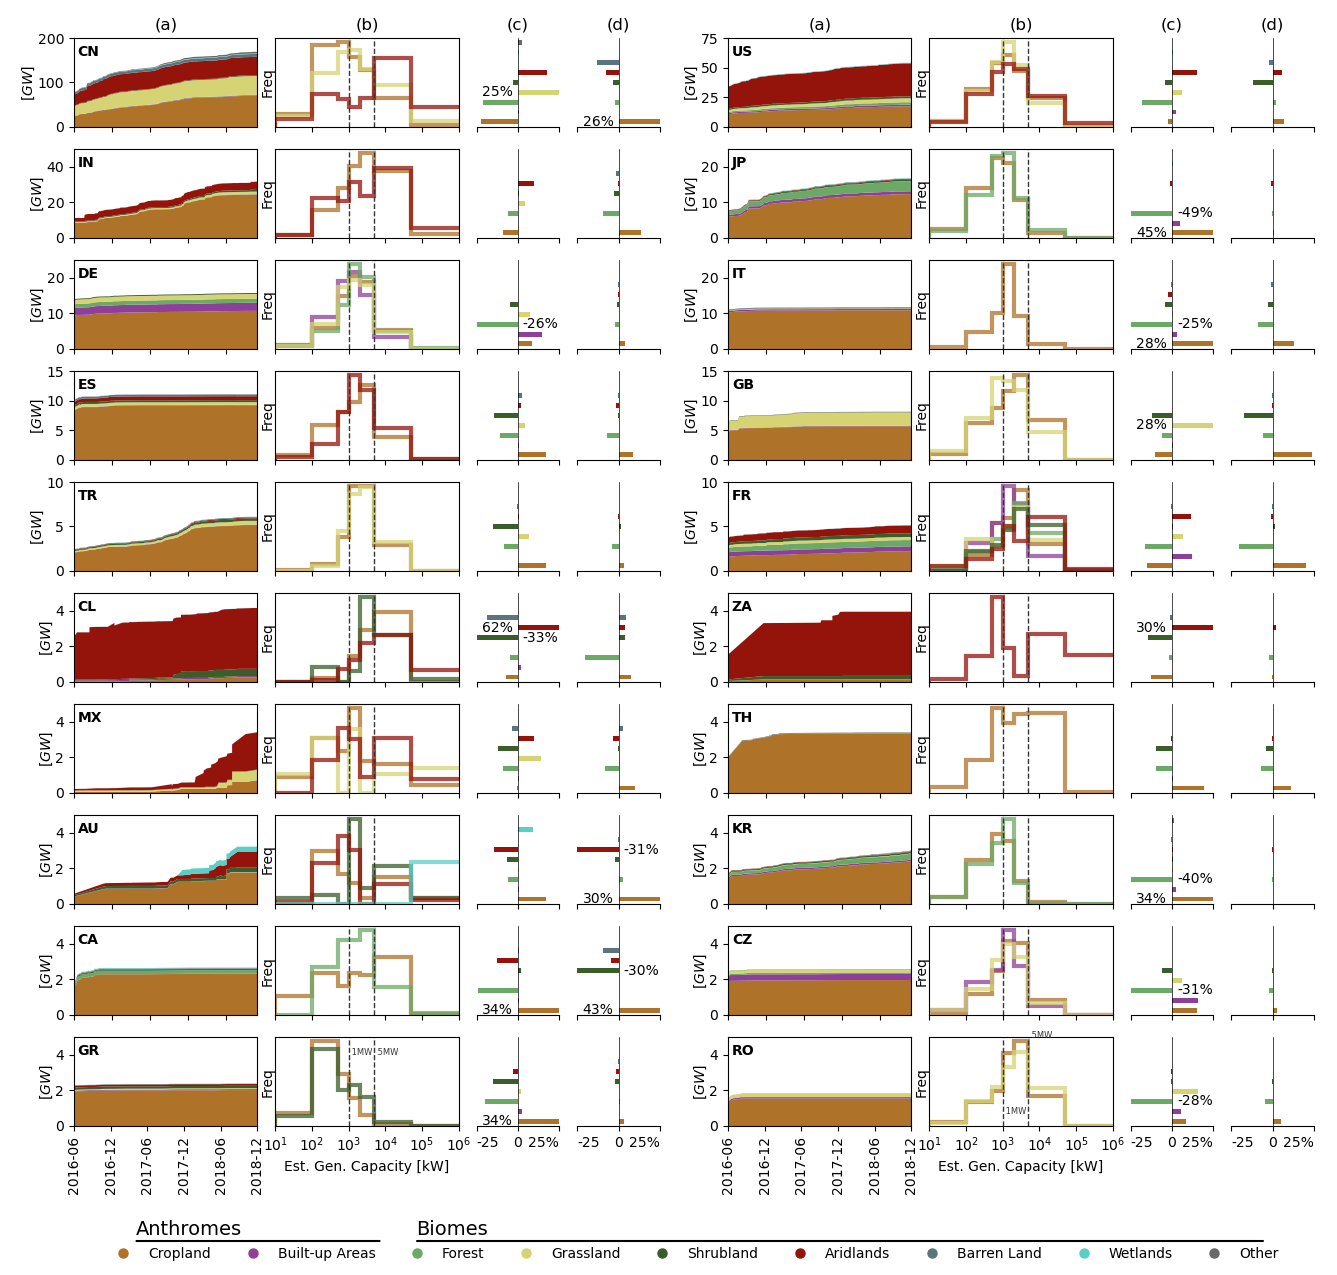 (a) (b) (c) (d) (a) (b) (c) (d)
CN [GW] 200 100 0 Freq 25% 26%
US [GW] 75 50 25 0 Freq
IN [GW] 40 20 0 Freq
JP [GW] 20 10 0 Freq -49% 45%
DE [GW] 20 10 0 Freq -26%
IT [GW] 20 10 0 Freq -25% 28%
ES [GW] 15 10 5 0 Freq
GB [GW] 15 10 5 0 Freq 28%
TR [GW] 10 5 0 Freq
FR [GW] 10 5 0 Freq
CL [GW] 4 2 0 Freq 62% -33%
ZA [GW] 4 2 0 Freq 30%
MX [GW] 4 2 0 Freq
TH [GW] 4 2 0 Freq
AU [GW] 4 2 0 Freq -31% 30%
KR [GW] 4 2 0 Freq -40% 34%
CA [GW] 4 2 0 Freq 34% -30% 43%
CZ [GW] 4 2 0 Freq -31%
GR [GW] 4 2 0 Freq 1MW 5MW 34%
RO [GW] 4 2 0 Freq 5MW 1MW -28%
2016-06 2016-12 2017-06 2017-12 2018-06 2018-12
10¹ 10² 10³ 10⁴ 10⁵ 10⁶
-25 0 25% -25 0 25%
2016-06 2016-12 2017-06 2017-12 2018-06 2018-12
10¹ 10² 10³ 10⁴ 10⁵ 10⁶
-25 0 25% -25 0 25%
Est. Gen. Capacity [kW] Est. Gen. Capacity [kW]
Anthromes Biomes
Cropland Built-up Areas Forest Grassland Shrubland Aridlands Barren Land Wetlands Other